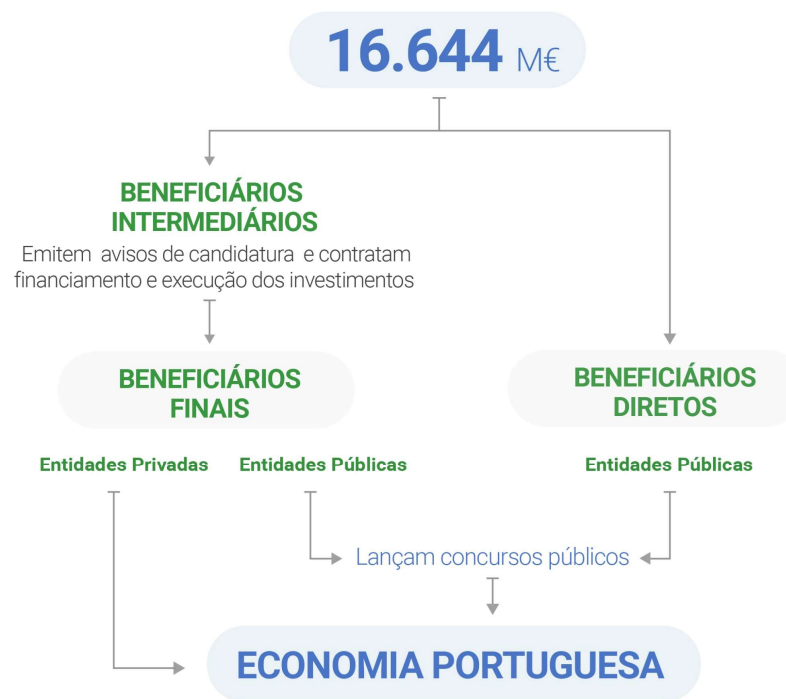 16.644 M€
BENEFICIÁRIOS
INTERMEDIÁRIOS
Emitem avisos de candidatura e contratam
financiamento e execução dos investimentos
BENEFICIÁRIOS
FINAIS
BENEFICIÁRIOS
DIRETOS
Entidades Privadas
Entidades Públicas
Entidades Públicas
Lançam concursos públicos
ECONOMIA PORTUGUESA